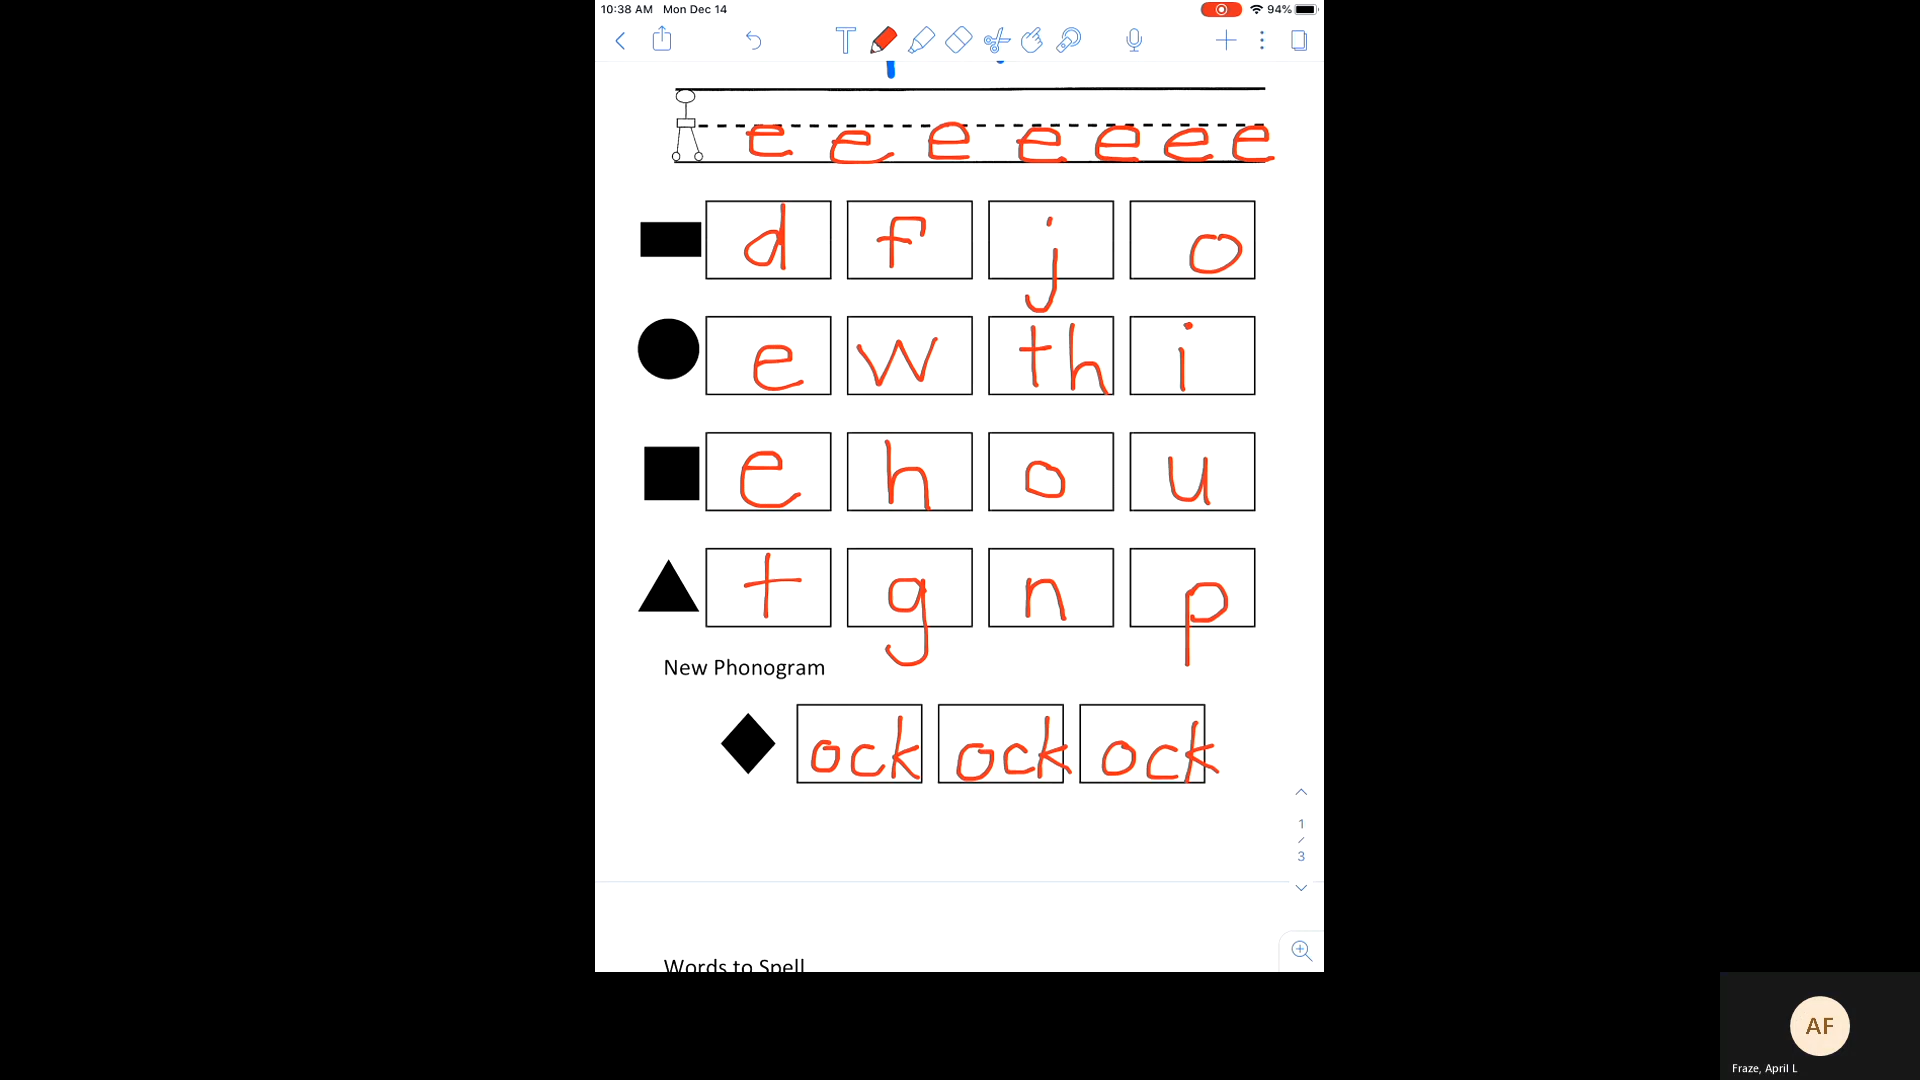 10:38 AM Mon Dec 14 94%
T
e e e e e e e
d f j o
e w th i
e h o u
t g n p
New Phonogram
ock ock ock
1
/
3
Words to Spell
AF
Fraze, April L